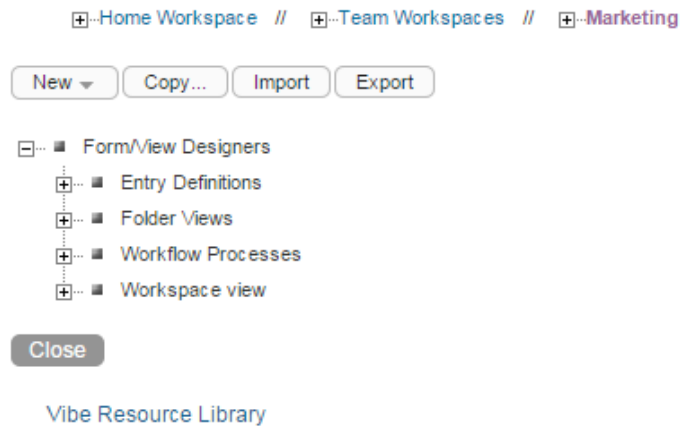 Home Workspace // Team Workspaces // Marketing
New Copy... Import Export
Form/View Designers
Entry Definitions
Folder Views
Workflow Processes
Workspace view
Close
Vibe Resource Library